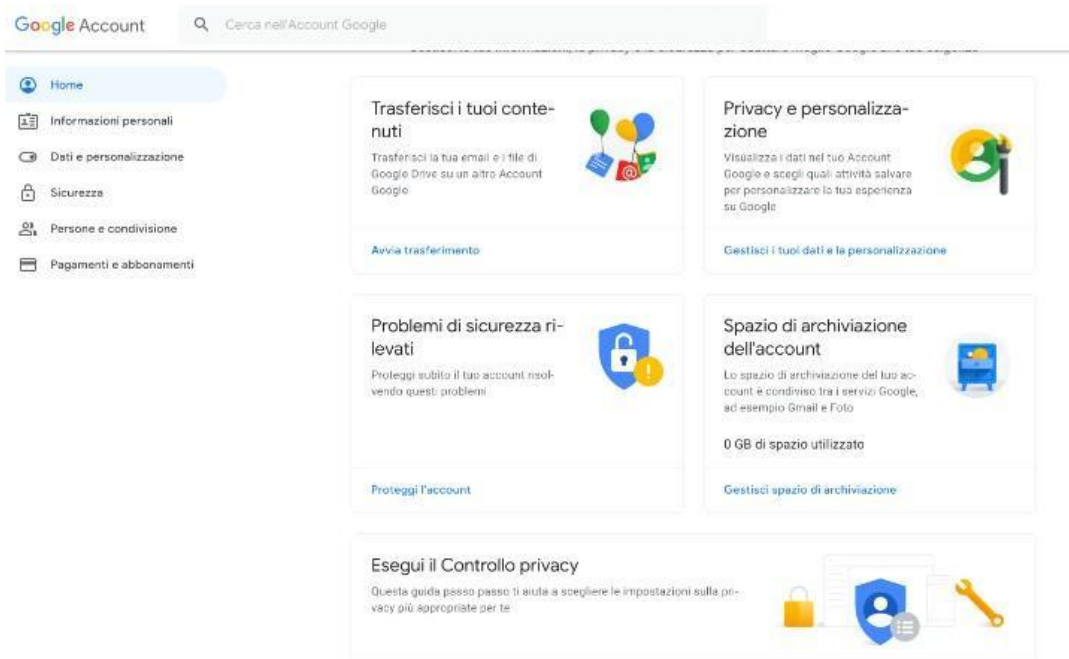 Google Account
Cerca nell'Account Google
Home
Informazioni personali
Dati e personalizzazione
Sicurezza
Persone e condivisione
Pagamenti e abbonamenti
Trasferisci i tuoi conte-
nuti
Trasferisci la tua email e i file di
Google Drive su un altro Account
Google
Avvia trasferimento
Privacy e personalizza-
zione
Visualizza i dati nel tuo Account
Google e scegli quali attività salvare
per personalizzare la tua esperienza
su Google
Gestisci i tuoi dati e la personalizzazione
Problemi di sicurezza ri-
levati
Proteggi subito il tuo account risol-
vendo questi problemi
Proteggi l'account
Spazio di archiviazione
dell'account
Lo spazio di archiviazione del tuo ac-
count è condiviso tra i servizi Google,
ad esempio Gmail e Foto
0 GB di spazio utilizzato
Gestisci spazio di archiviazione
Esegui il Controllo privacy
Questa guida passo passo ti aiuta a scegliere le impostazioni sulla pri-
vacy più appropriate per te